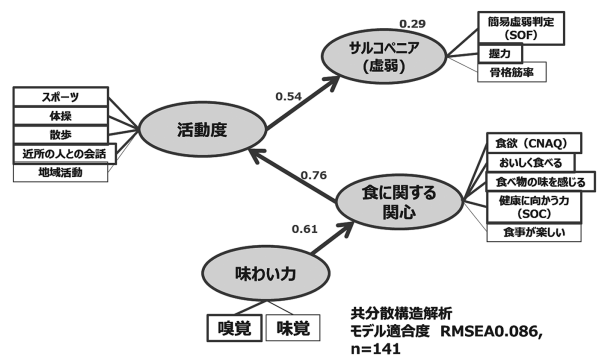 0.29
サルコペニア
(虚弱)
簡易虚弱判定
(SOF)
握力
骨格筋率
0.54
スポーツ
体操
散歩
近所の人との会話
地域活動
活動度
0.76
食に関する
関心
食欲（CNAQ）
おいしく食べる
食べ物の味を感じる
健康に向かう力
(SOC)
食事が楽しい
0.61
味わい力
嗅覚
味覚
共分散構造解析
モデル適合度 RMSEA0.086,
n=141